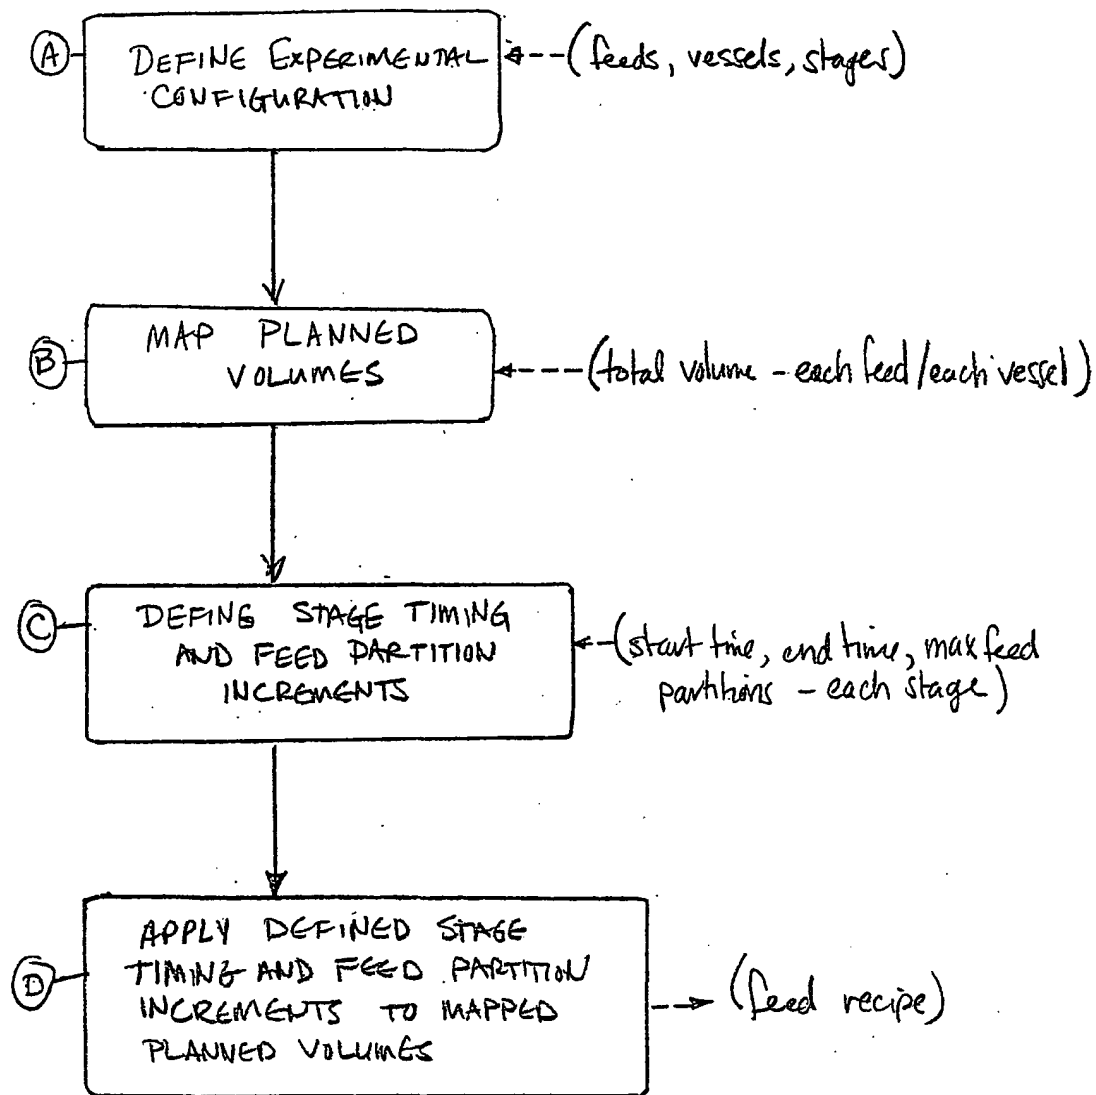 A
DEFINE EXPERIMENTAL
CONFIGURATION
(feeds, vessels, stages)
B
MAP PLANNED
VOLUMES
(total volume - each feed/each vessel)
C
DEFINE STAGE TIMING
AND FEED PARTITION
INCREMENTS
(start time, end time, max feed
partitions - each stage)
D
APPLY DEFINED STAGE
TIMING AND FEED PARTITION
INCREMENTS TO MAPPED
PLANNED VOLUMES
(feed recipe)